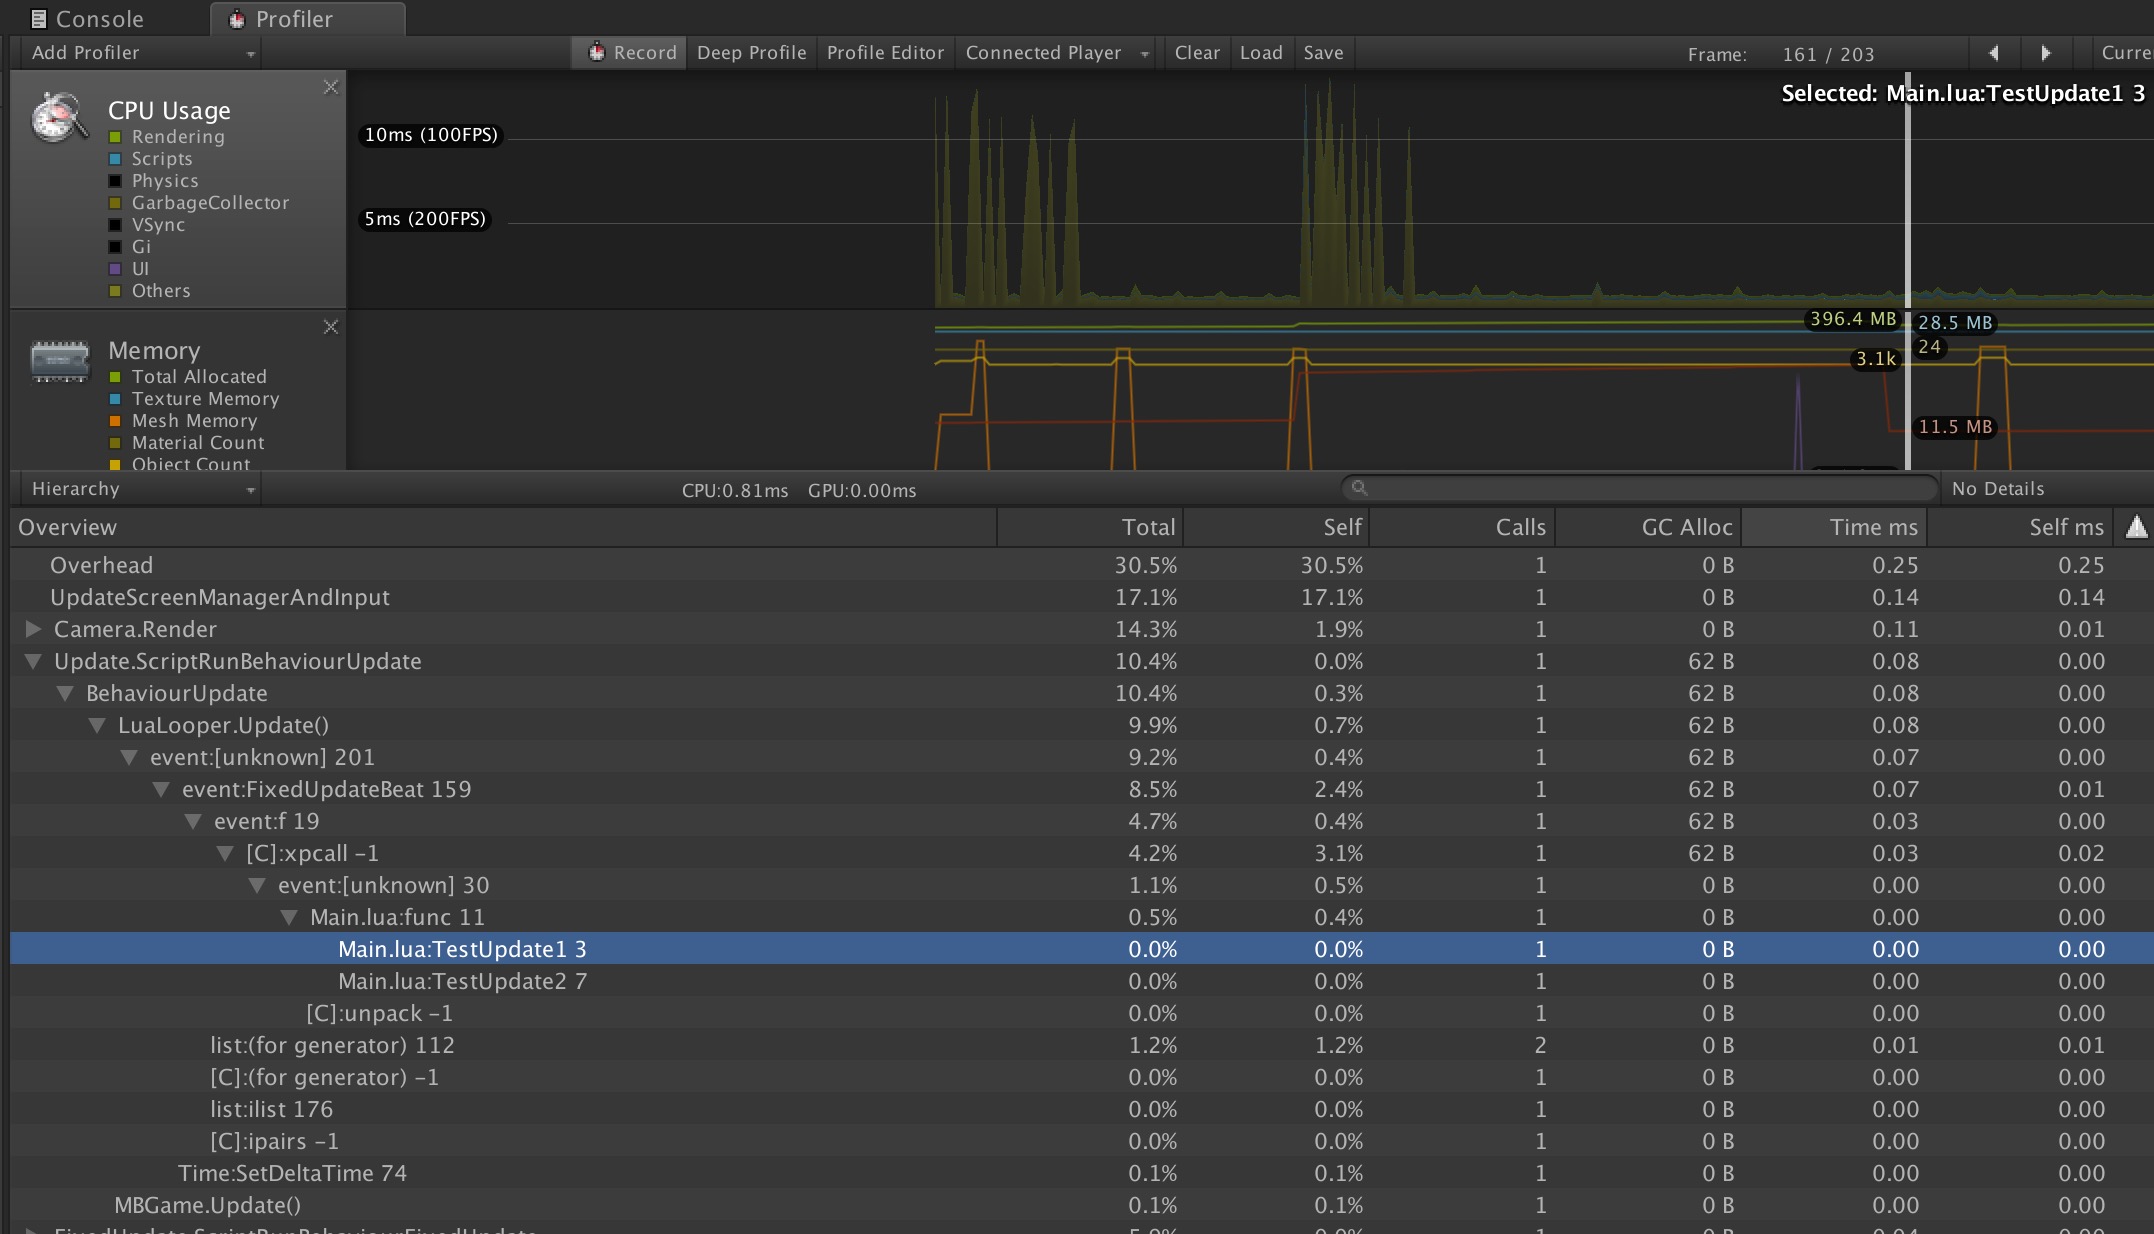 Console Profiler
Add Profiler Record Deep Profile Profile Editor Connected Player Clear Load Save Frame: 161 / 203 Curre
CPU Usage
Rendering
Scripts
Physics
GarbageCollector
VSync
Gi
UI
Others
10ms (100FPS)
5ms (200FPS)
Selected: Main.lua:TestUpdate1 3
Memory
Total Allocated
Texture Memory
Mesh Memory
Material Count
Object Count
396.4 MB 28.5 MB
24
3.1k
11.5 MB
Hierarchy CPU:0.81ms GPU:0.00ms No Details
Overview Total Self Calls GC Alloc Time ms Self ms
Overhead 30.5% 30.5% 1 0 B 0.25 0.25
UpdateScreenManagerAndInput 17.1% 17.1% 1 0 B 0.14 0.14
Camera.Render 14.3% 1.9% 1 0 B 0.11 0.01
Update.ScriptRunBehaviourUpdate 10.4% 0.0% 1 62 B 0.08 0.00
BehaviourUpdate 10.4% 0.3% 1 62 B 0.08 0.00
LuaLooper.Update() 9.9% 0.7% 1 62 B 0.08 0.00
event:[unknown] 201 9.2% 0.4% 1 62 B 0.07 0.00
event:FixedUpdateBeat 159 8.5% 2.4% 1 62 B 0.07 0.01
event:f 19 4.7% 0.4% 1 62 B 0.03 0.00
[C]:xpcall -1 4.2% 3.1% 1 62 B 0.03 0.02
event:[unknown] 30 1.1% 0.5% 1 0 B 0.00 0.00
Main.lua:func 11 0.5% 0.4% 1 0 B 0.00 0.00
Main.lua:TestUpdate1 3 0.0% 0.0% 1 0 B 0.00 0.00
Main.lua:TestUpdate2 7 0.0% 0.0% 1 0 B 0.00 0.00
[C]:unpack -1 0.0% 0.0% 1 0 B 0.00 0.00
list:(for generator) 112 1.2% 1.2% 2 0 B 0.01 0.01
[C]:(for generator) -1 0.0% 0.0% 1 0 B 0.00 0.00
list:ilist 176 0.0% 0.0% 1 0 B 0.00 0.00
[C]:ipairs -1 0.0% 0.0% 1 0 B 0.00 0.00
Time:SetDeltaTime 74 0.1% 0.1% 1 0 B 0.00 0.00
MBGame.Update() 0.1% 0.1% 1 0 B 0.00 0.00
FixedUpdate.ScriptRunBehaviourFixedUpdate